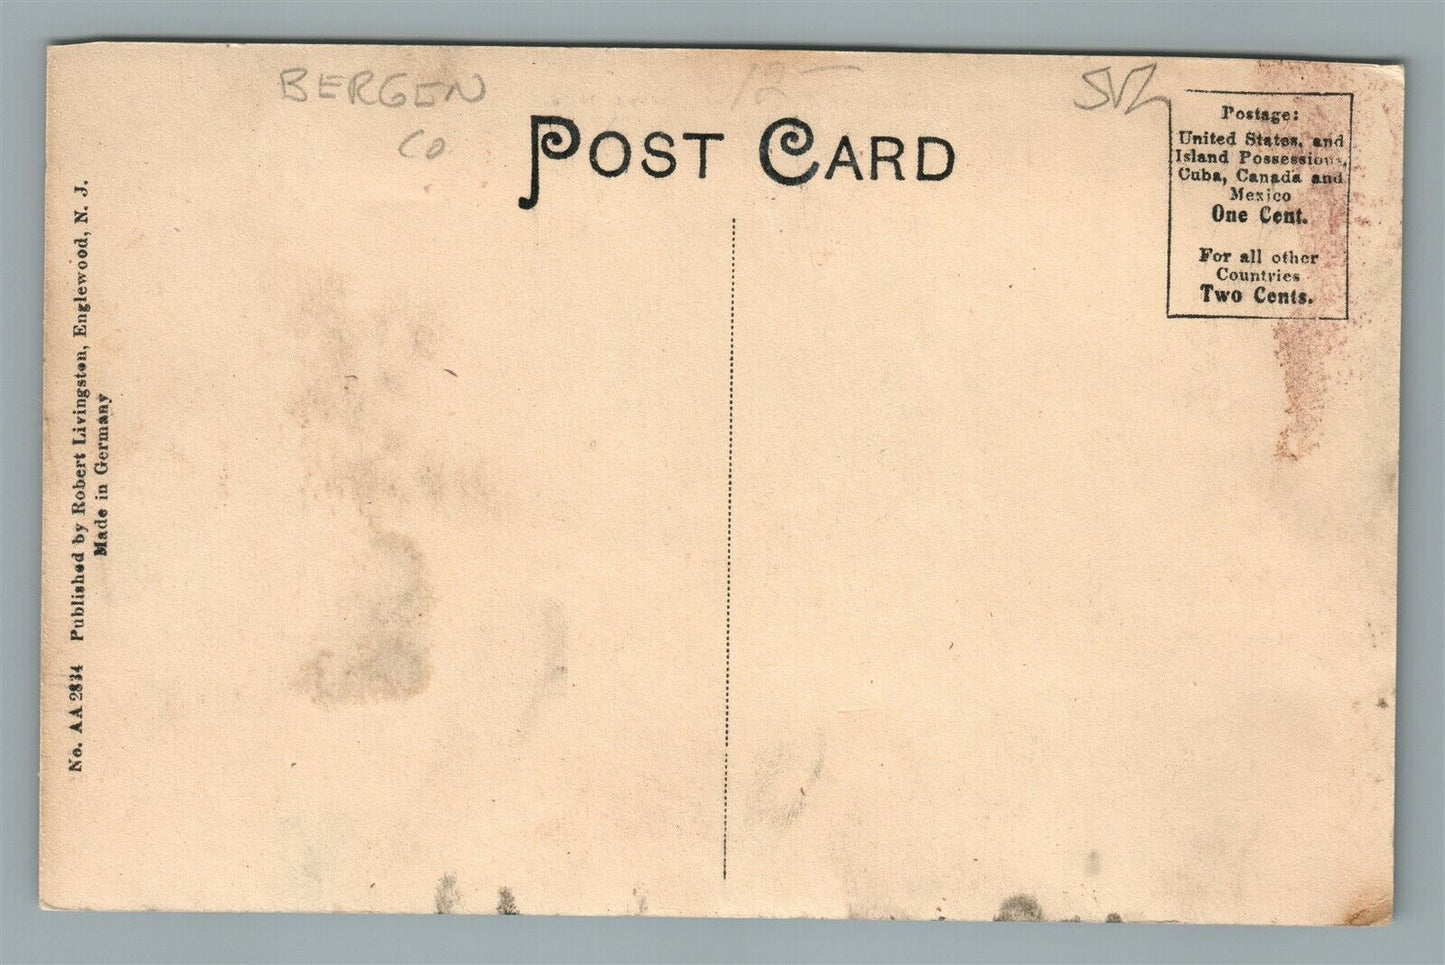 BERGEN
CO
12
POST CARD
Postage:
United States, and
Island Possessions,
Cuba, Canada and
Mexico
One Cent.
For all other
Countries
Two Cents.
No. AA 2834 Published by Robert Livingston, Englewood, N. J.
Made in Germany